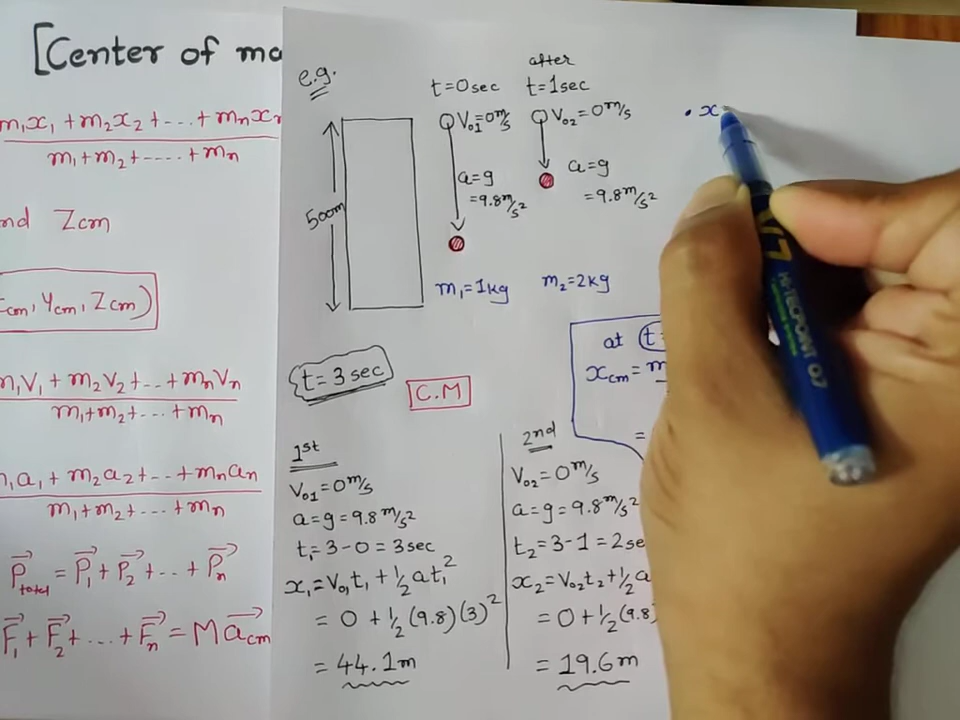 [Center of ma
m₁x₁ + m₂x₂ + ... + mₙxₙ
m₁+m₂+.....+mₙ
Zcm
cm, Ycm, Zcm)
m₁V₁ + m₂V₂ +..+ mₙVₙ
m₁+m₂+...+mₙ
m₁a₁ + m₂a₂ +...+ mₙaₙ
m₁+m₂+...+mₙ
P⃗total = P⃗₁ + P⃗₂ +...+ P⃗ₙ
F⃗₁ + F⃗₂ + ....+ F⃗ₙ = M a⃗cm
e.g.
t=0sec
after
t=1sec
V₀₁=0m/s
V₀₂=0m/s
a=g
=9.8m/s²
a=g
=9.8m/s²
500m
m₁=1kg
m₂=2kg
• x
t=3sec
C.M
at t=
xcm = m
=
1st
V₀₁=0m/s
a=g=9.8m/s²
t₁=3-0=3sec
x₁=V₀₁t₁+½at₁²
= 0 + ½(9.8)(3)²
= 44.1m
2nd
V₀₂=0m/s
a=g=9.8m/s²
t₂=3-1=2se
x₂=V₀₂t₂+½a
=0+½(9.8)
= 19.6m
V7
HI-TECPOINT 0.7